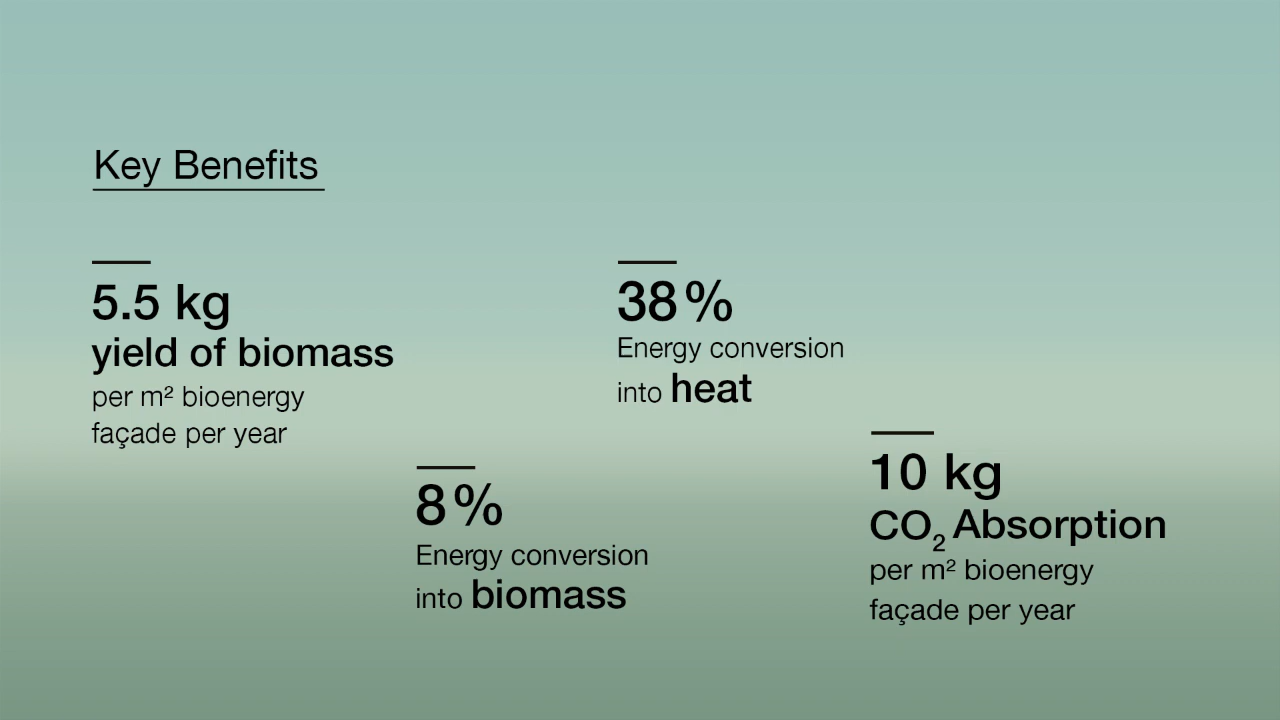 Key Benefits
5.5 kg
yield of biomass
per m² bioenergy
façade per year
38 %
Energy conversion
into heat
8 %
Energy conversion
into biomass
10 kg
CO₂ Absorption
per m² bioenergy
façade per year